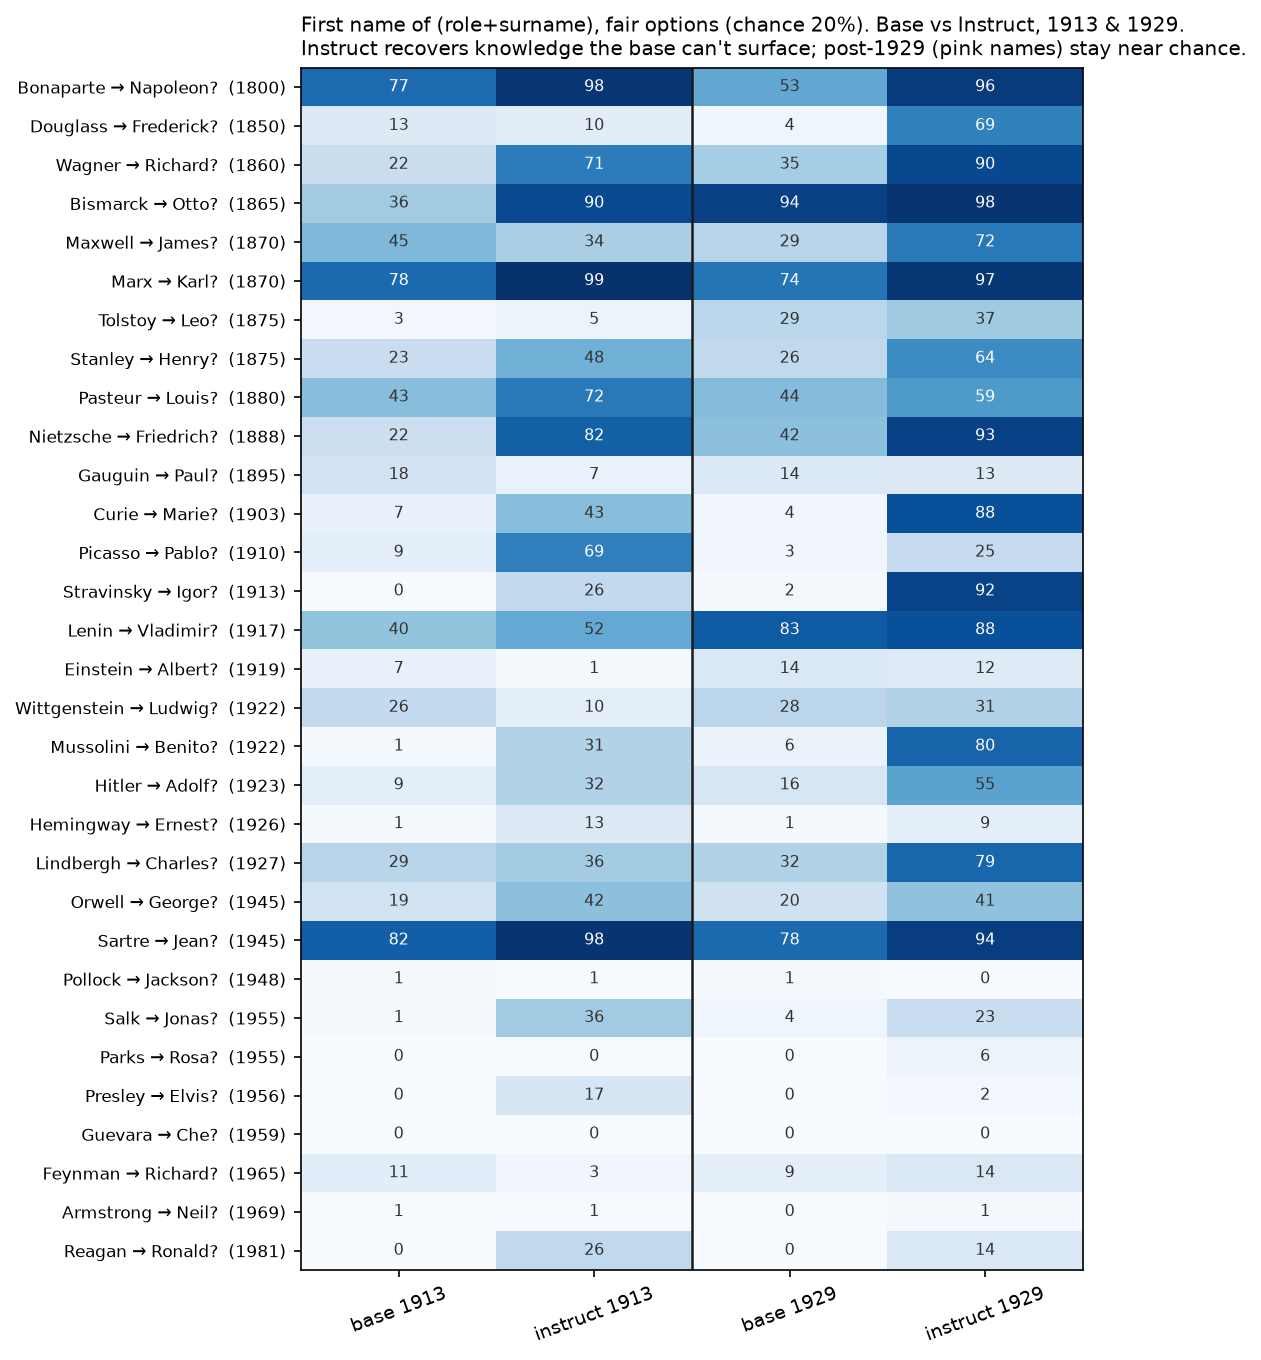 First name of (role+surname), fair options (chance 20%). Base vs Instruct, 1913 & 1929.
Instruct recovers knowledge the base can't surface; post-1929 (pink names) stay near chance.
Bonaparte → Napoleon? (1800) 77 98 53 96
Douglass → Frederick? (1850) 13 10 4 69
Wagner → Richard? (1860) 22 71 35 90
Bismarck → Otto? (1865) 36 90 94 98
Maxwell → James? (1870) 45 34 29 72
Marx → Karl? (1870) 78 99 74 97
Tolstoy → Leo? (1875) 3 5 29 37
Stanley → Henry? (1875) 23 48 26 64
Pasteur → Louis? (1880) 43 72 44 59
Nietzsche → Friedrich? (1888) 22 82 42 93
Gauguin → Paul? (1895) 18 7 14 13
Curie → Marie? (1903) 7 43 4 88
Picasso → Pablo? (1910) 9 69 3 25
Stravinsky → Igor? (1913) 0 26 2 92
Lenin → Vladimir? (1917) 40 52 83 88
Einstein → Albert? (1919) 7 1 14 12
Wittgenstein → Ludwig? (1922) 26 10 28 31
Mussolini → Benito? (1922) 1 31 6 80
Hitler → Adolf? (1923) 9 32 16 55
Hemingway → Ernest? (1926) 1 13 1 9
Lindbergh → Charles? (1927) 29 36 32 79
Orwell → George? (1945) 19 42 20 41
Sartre → Jean? (1945) 82 98 78 94
Pollock → Jackson? (1948) 1 1 1 0
Salk → Jonas? (1955) 1 36 4 23
Parks → Rosa? (1955) 0 0 0 6
Presley → Elvis? (1956) 0 17 0 2
Guevara → Che? (1959) 0 0 0 0
Feynman → Richard? (1965) 11 3 9 14
Armstrong → Neil? (1969) 1 1 0 1
Reagan → Ronald? (1981) 0 26 0 14
base 1913 instruct 1913 base 1929 instruct 1929